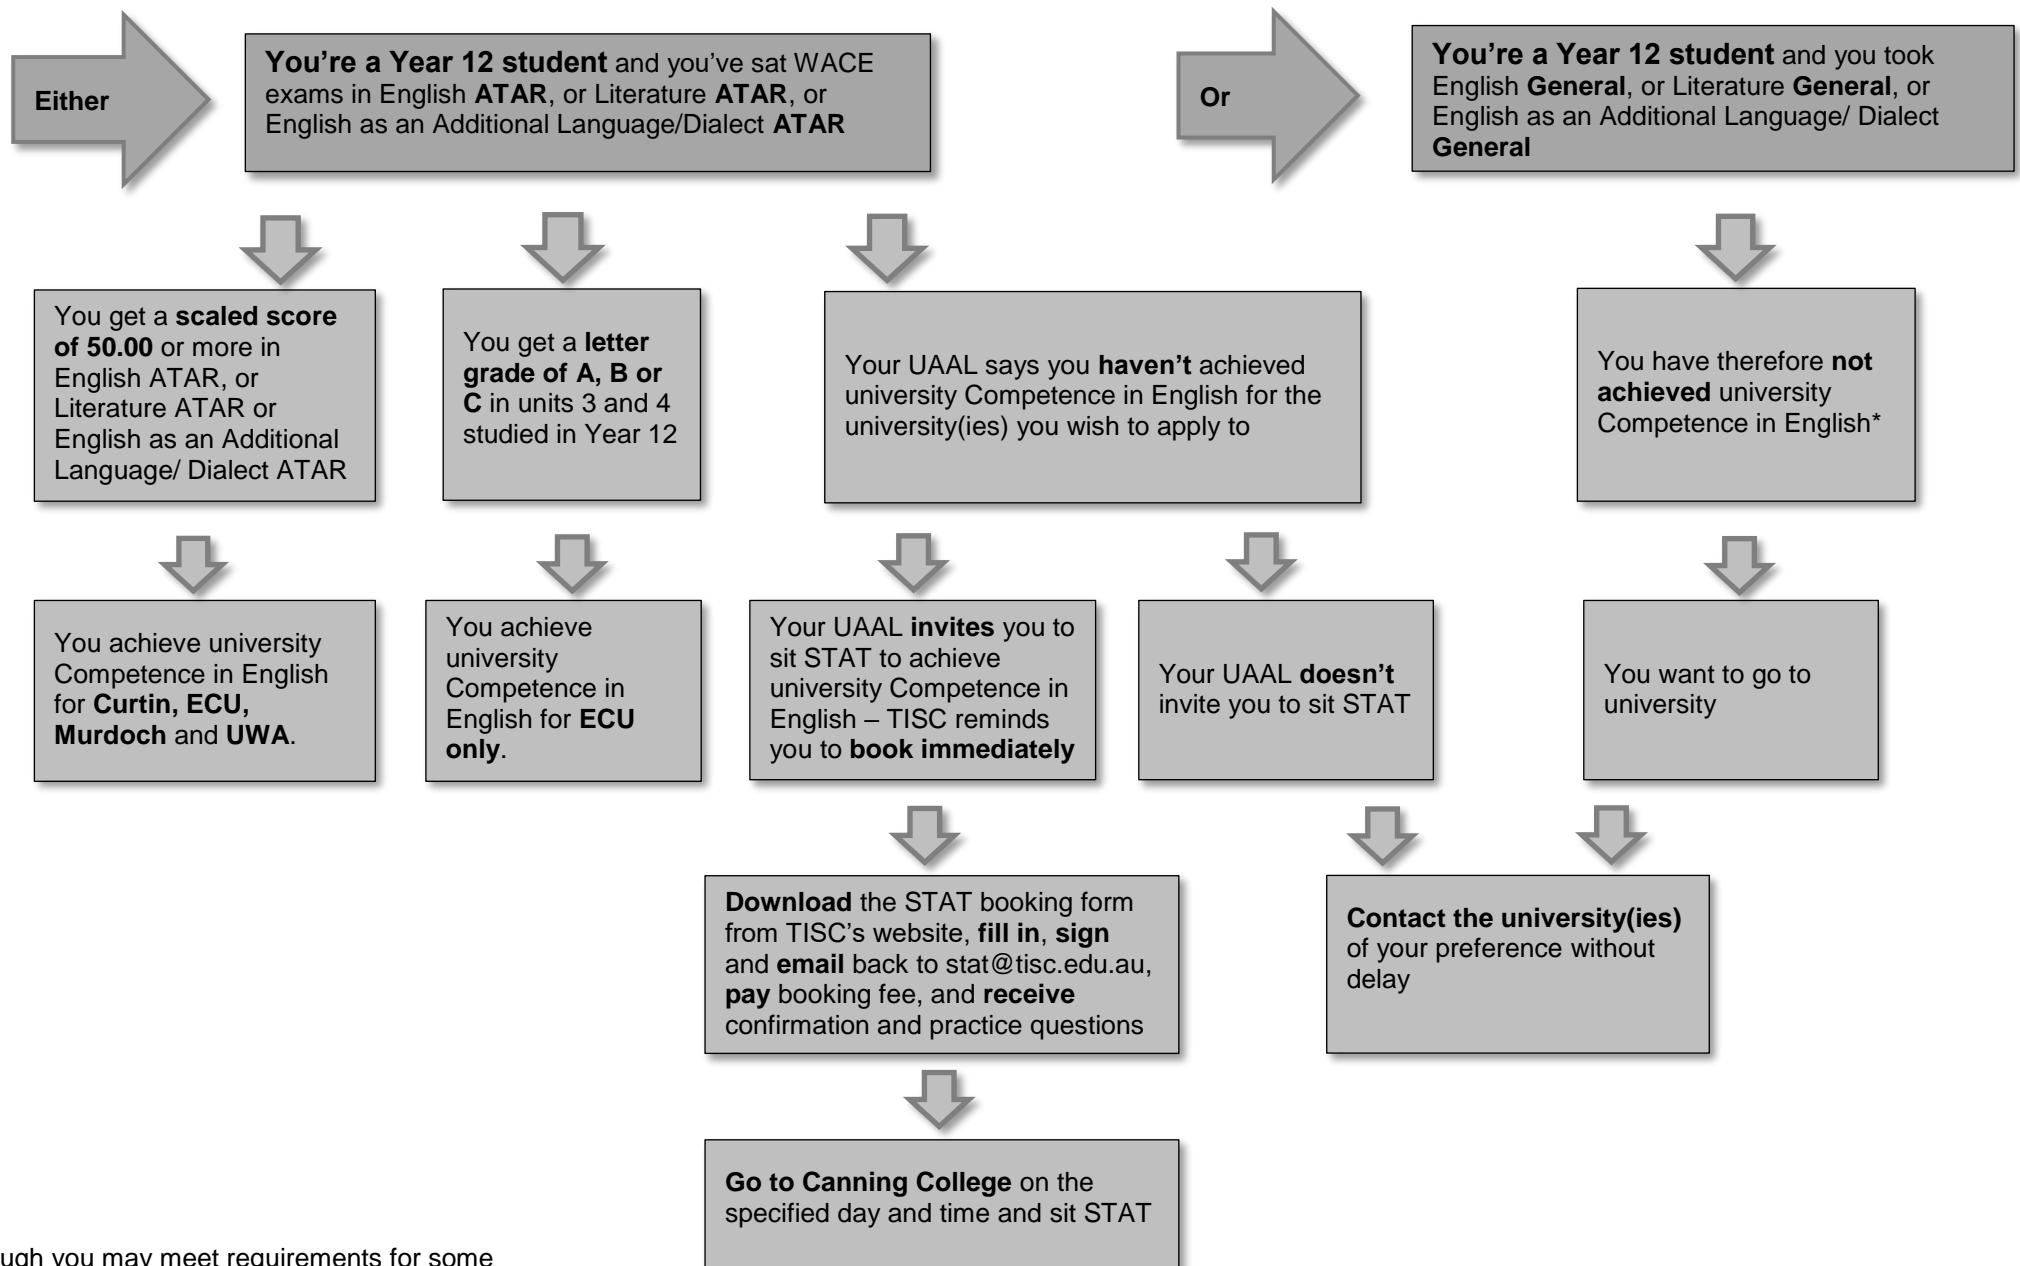 Either
You're a Year 12 student and you've sat WACE
exams in English ATAR, or Literature ATAR, or
English as an Additional Language/Dialect ATAR
Or
You're a Year 12 student and you took
English General, or Literature General, or
English as an Additional Language/ Dialect
General
You get a scaled score
of 50.00 or more in
English ATAR, or
Literature ATAR or
English as an Additional
Language/ Dialect ATAR
You get a letter
grade of A, B or
C in units 3 and 4
studied in Year 12
Your UAAL says you haven't achieved
university Competence in English for the
university(ies) you wish to apply to
You have therefore not
achieved university
Competence in English*
You achieve university
Competence in English
for Curtin, ECU,
Murdoch and UWA.
You achieve
university
Competence in
English for ECU
only.
Your UAAL invites you to
sit STAT to achieve
university Competence in
English – TISC reminds
you to book immediately
Your UAAL doesn't
invite you to sit STAT
You want to go to
university
Download the STAT booking form
from TISC's website, fill in, sign
and email back to stat@tisc.edu.au,
pay booking fee, and receive
confirmation and practice questions
Contact the university(ies)
of your preference without
delay
Go to Canning College on the
specified day and time and sit STAT
you may meet requirements for some